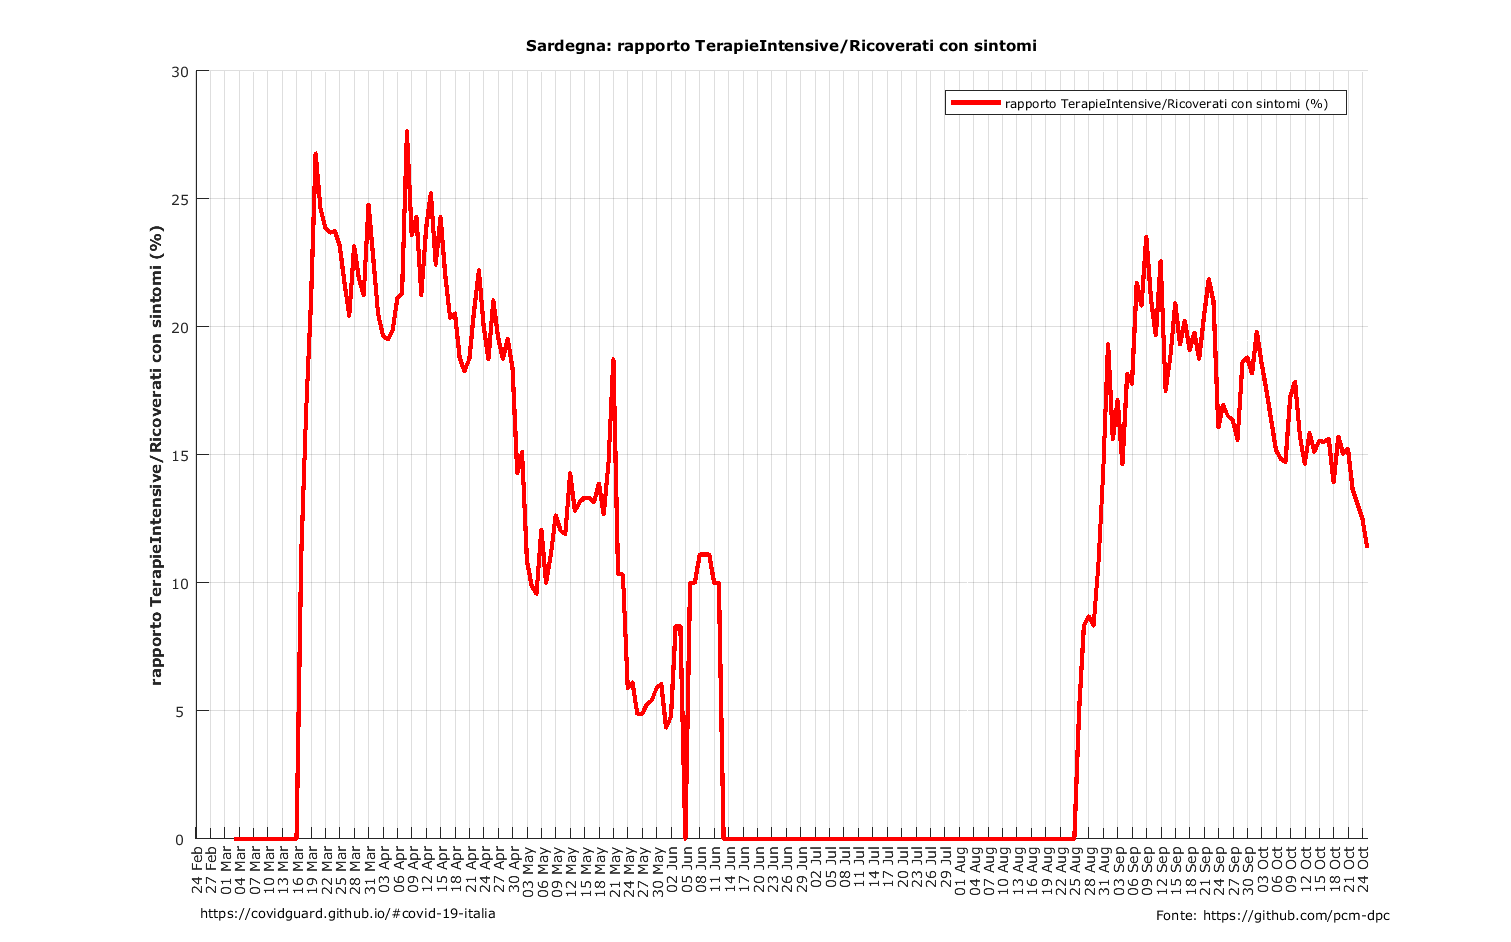 Sardegna: rapporto TerapieIntensive/Ricoverati con sintomi
rapporto TerapieIntensive/Ricoverati con sintomi (%)
rapporto TerapieIntensive/Ricoverati con sintomi (%)
30
25
20
15
10
5
0
24 Feb
27 Feb
01 Mar
04 Mar
07 Mar
10 Mar
13 Mar
16 Mar
19 Mar
22 Mar
25 Mar
28 Mar
31 Mar
03 Apr
06 Apr
09 Apr
12 Apr
15 Apr
18 Apr
21 Apr
24 Apr
27 Apr
30 Apr
03 May
06 May
09 May
12 May
15 May
18 May
21 May
24 May
27 May
30 May
02 Jun
05 Jun
08 Jun
11 Jun
14 Jun
17 Jun
20 Jun
23 Jun
26 Jun
29 Jun
02 Jul
05 Jul
08 Jul
11 Jul
14 Jul
17 Jul
20 Jul
23 Jul
26 Jul
29 Jul
01 Aug
04 Aug
07 Aug
10 Aug
13 Aug
16 Aug
19 Aug
22 Aug
25 Aug
28 Aug
31 Aug
03 Sep
06 Sep
09 Sep
12 Sep
15 Sep
18 Sep
21 Sep
24 Sep
27 Sep
30 Sep
03 Oct
06 Oct
09 Oct
12 Oct
15 Oct
18 Oct
21 Oct
24 Oct
https://covidguard.github.io/#covid-19-italia
Fonte: https://github.com/pcm-dpc